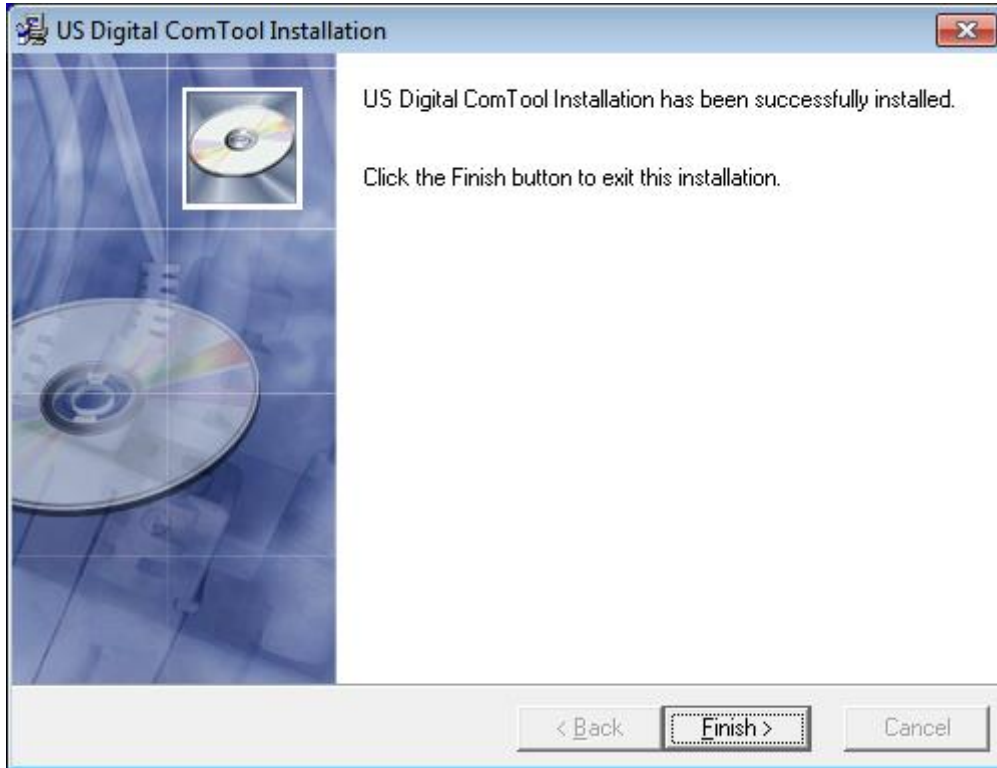 US Digital ComTool Installation
US Digital ComTool Installation has been successfully installed.
Click the Finish button to exit this installation.
< Back
Finish >
Cancel